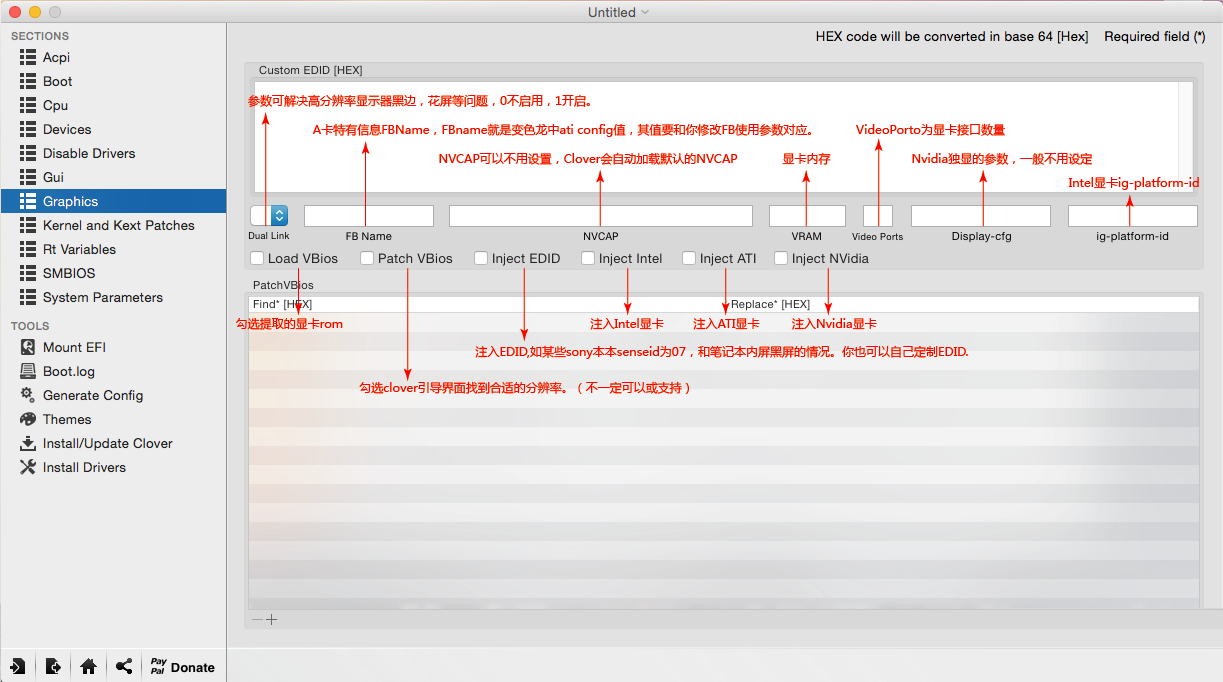 Untitled
SECTIONS
Acpi
Boot
Cpu
Devices
Disable Drivers
Gui
Graphics
Kernel and Kext Patches
Rt Variables
SMBIOS
System Parameters
TOOLS
Mount EFI
Boot.log
Generate Config
Themes
Install/Update Clover
Install Drivers
Pay Pal Donate
HEX code will be converted in base 64 [Hex] Required field (*)
Custom EDID [HEX]
参数可解决高分辨率显示器黑边，花屏等问题，0不启用，1开启。
A卡特有信息FBName，FBname就是变色龙中ati config值，其值要和你修改FB使用参数对应。
VideoPorto为显卡接口数量
NVCAP可以不用设置，Clover会自动加载默认的NVCAP
显卡内存
Nvidia独显的参数，一般不用设定
Intel显卡ig-platform-id
Dual Link
FB Name
NVCAP
VRAM
Video Ports
Display-cfg
ig-platform-id
Load VBios
Patch VBios
Inject EDID
Inject Intel
Inject ATI
Inject NVidia
PatchVBios
Find* [HEX]
Replace* [HEX]
勾选提取的显卡rom
注入Intel显卡
注入ATI显卡
注入Nvidia显卡
注入EDID,如某些sony本本senseid为07，和笔记本内屏黑屏的情况。你也可以自己定制EDID.
勾选clover引导界面找到合适的分辨率。（不一定可以或支持）